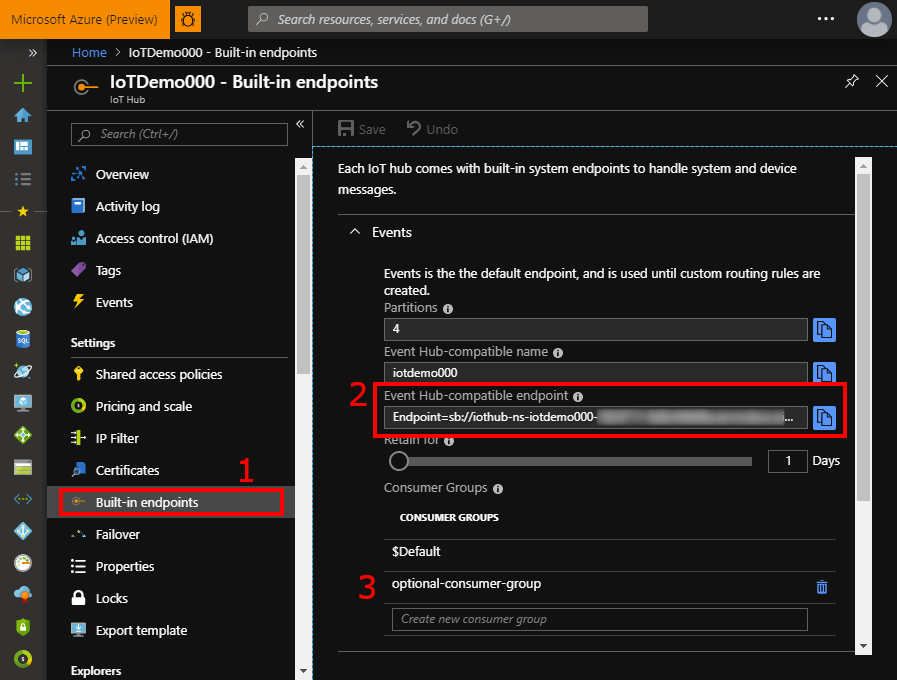 Microsoft Azure (Preview)
Search resources, services, and docs (G+/)
Home > IoTDemo000 - Built-in endpoints
IoTDemo000 - Built-in endpoints
IoT Hub
Search (Ctrl+/)
Overview
Activity log
Access control (IAM)
Tags
Events
Settings
Shared access policies
Pricing and scale
IP Filter
Certificates
1
Built-in endpoints
Failover
Properties
Locks
Export template
Explorers
Save
Undo
Each IoT hub comes with built-in system endpoints to handle system and device
messages.
Events
Events is the the default endpoint, and is used until custom routing rules are
created.
Partitions
4
Event Hub-compatible name
iotdemo000
2
Event Hub-compatible endpoint
Endpoint=sb://iothub-ns-iotdemo000-
Retain for
1 Days
Consumer Groups
CONSUMER GROUPS
$Default
3
optional-consumer-group
Create new consumer group